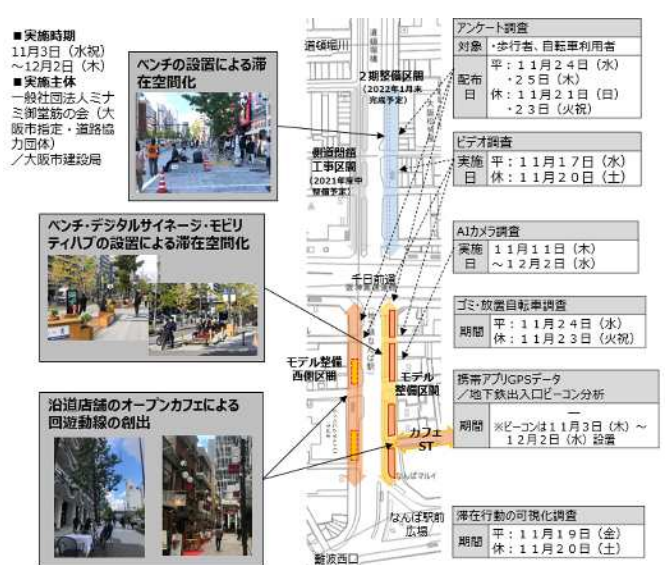 ■実施時期
11月3日（水祝）
～12月2日（木）
■実施主体
一般社団法人ミナ
ミ御堂筋の会（大
阪市指定・道路協
力団体）
／大阪市建設局
ベンチの設置による滞
在空間化
ベンチ・デジタルサイネージ・モビリ
ティハブの設置による滞在空間化
沿道店舗のオープンカフェによる
回遊動線の創出
道頓堀川
道頓堀橋
２期整備区間
（2022年1月末
完成予定）
側道閉鎖
工事区間
（2021年度中
整備予定）
千日前通
モデル整備
西側区間
モデル
整備区間
カフェ
ST
なんばマルイ
なんば駅前
広場
難波西口
アンケート調査
対象 ・歩行者、自転車利用者
配布
日
平：１１月２４日（水）
・２５日（木）
休：１１月２１日（日）
・２３日（火祝）
ビデオ調査
実施
日
平：１１月１７日（水）
休：１１月２０日（土）
AIカメラ調査
実施
日
１１月１１日（木）
～１２月２日（水）
ゴミ・放置自転車調査
期間
平：１１月２４日（水）
休：１１月２３日（火祝）
携帯アプリGPSデータ
／地下鉄出入口ビーコン分析
期間
―
※ビーコンは１１月３日（木）～
１２月２日（水）設置
滞在行動の可視化調査
期間
平：１１月１９日（金）
休：１１月２０日（土）